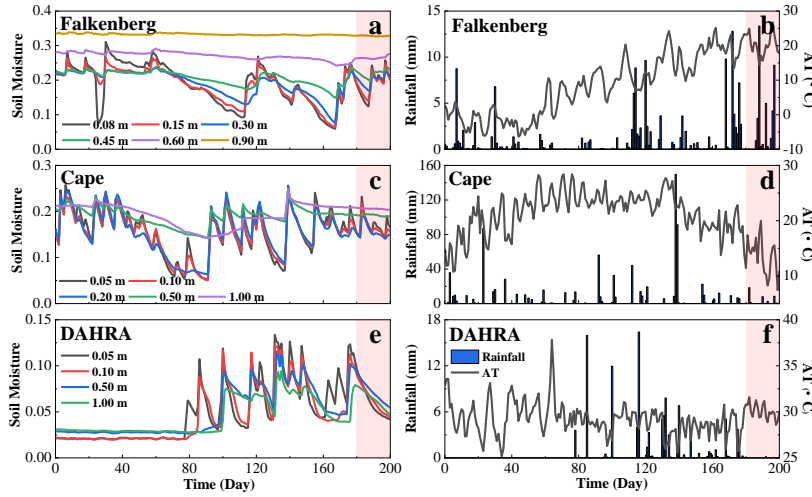 Falkenberg a
0.4
0.3
0.2
0.1
0.0
Soil Moisture
0.08 m 0.15 m 0.30 m
0.45 m 0.60 m 0.90 m
Falkenberg b
15
12
9
6
3
0
Rainfall (mm)
30
20
10
0
-10
AT (°C)
Cape c
0.3
0.2
0.1
0.0
Soil Moisture
0.05 m 0.10 m
0.20 m 0.50 m 1.00 m
Cape d
160
120
80
40
0
Rainfall (mm)
30
20
10
AT (°C)
DAHRA e
0.15
0.10
0.05
0.00
Soil Moisture
0.05 m
0.10 m
0.50 m
1.00 m
0 40 80 120 160 200
Time (Day)
DAHRA f
18
12
6
0
Rainfall (mm)
Rainfall
AT
40
35
30
25
AT (°C)
0 40 80 120 160 200
Time (Day)